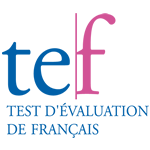 tef
TEST D'ÉVALUATION
DE FRANÇAIS